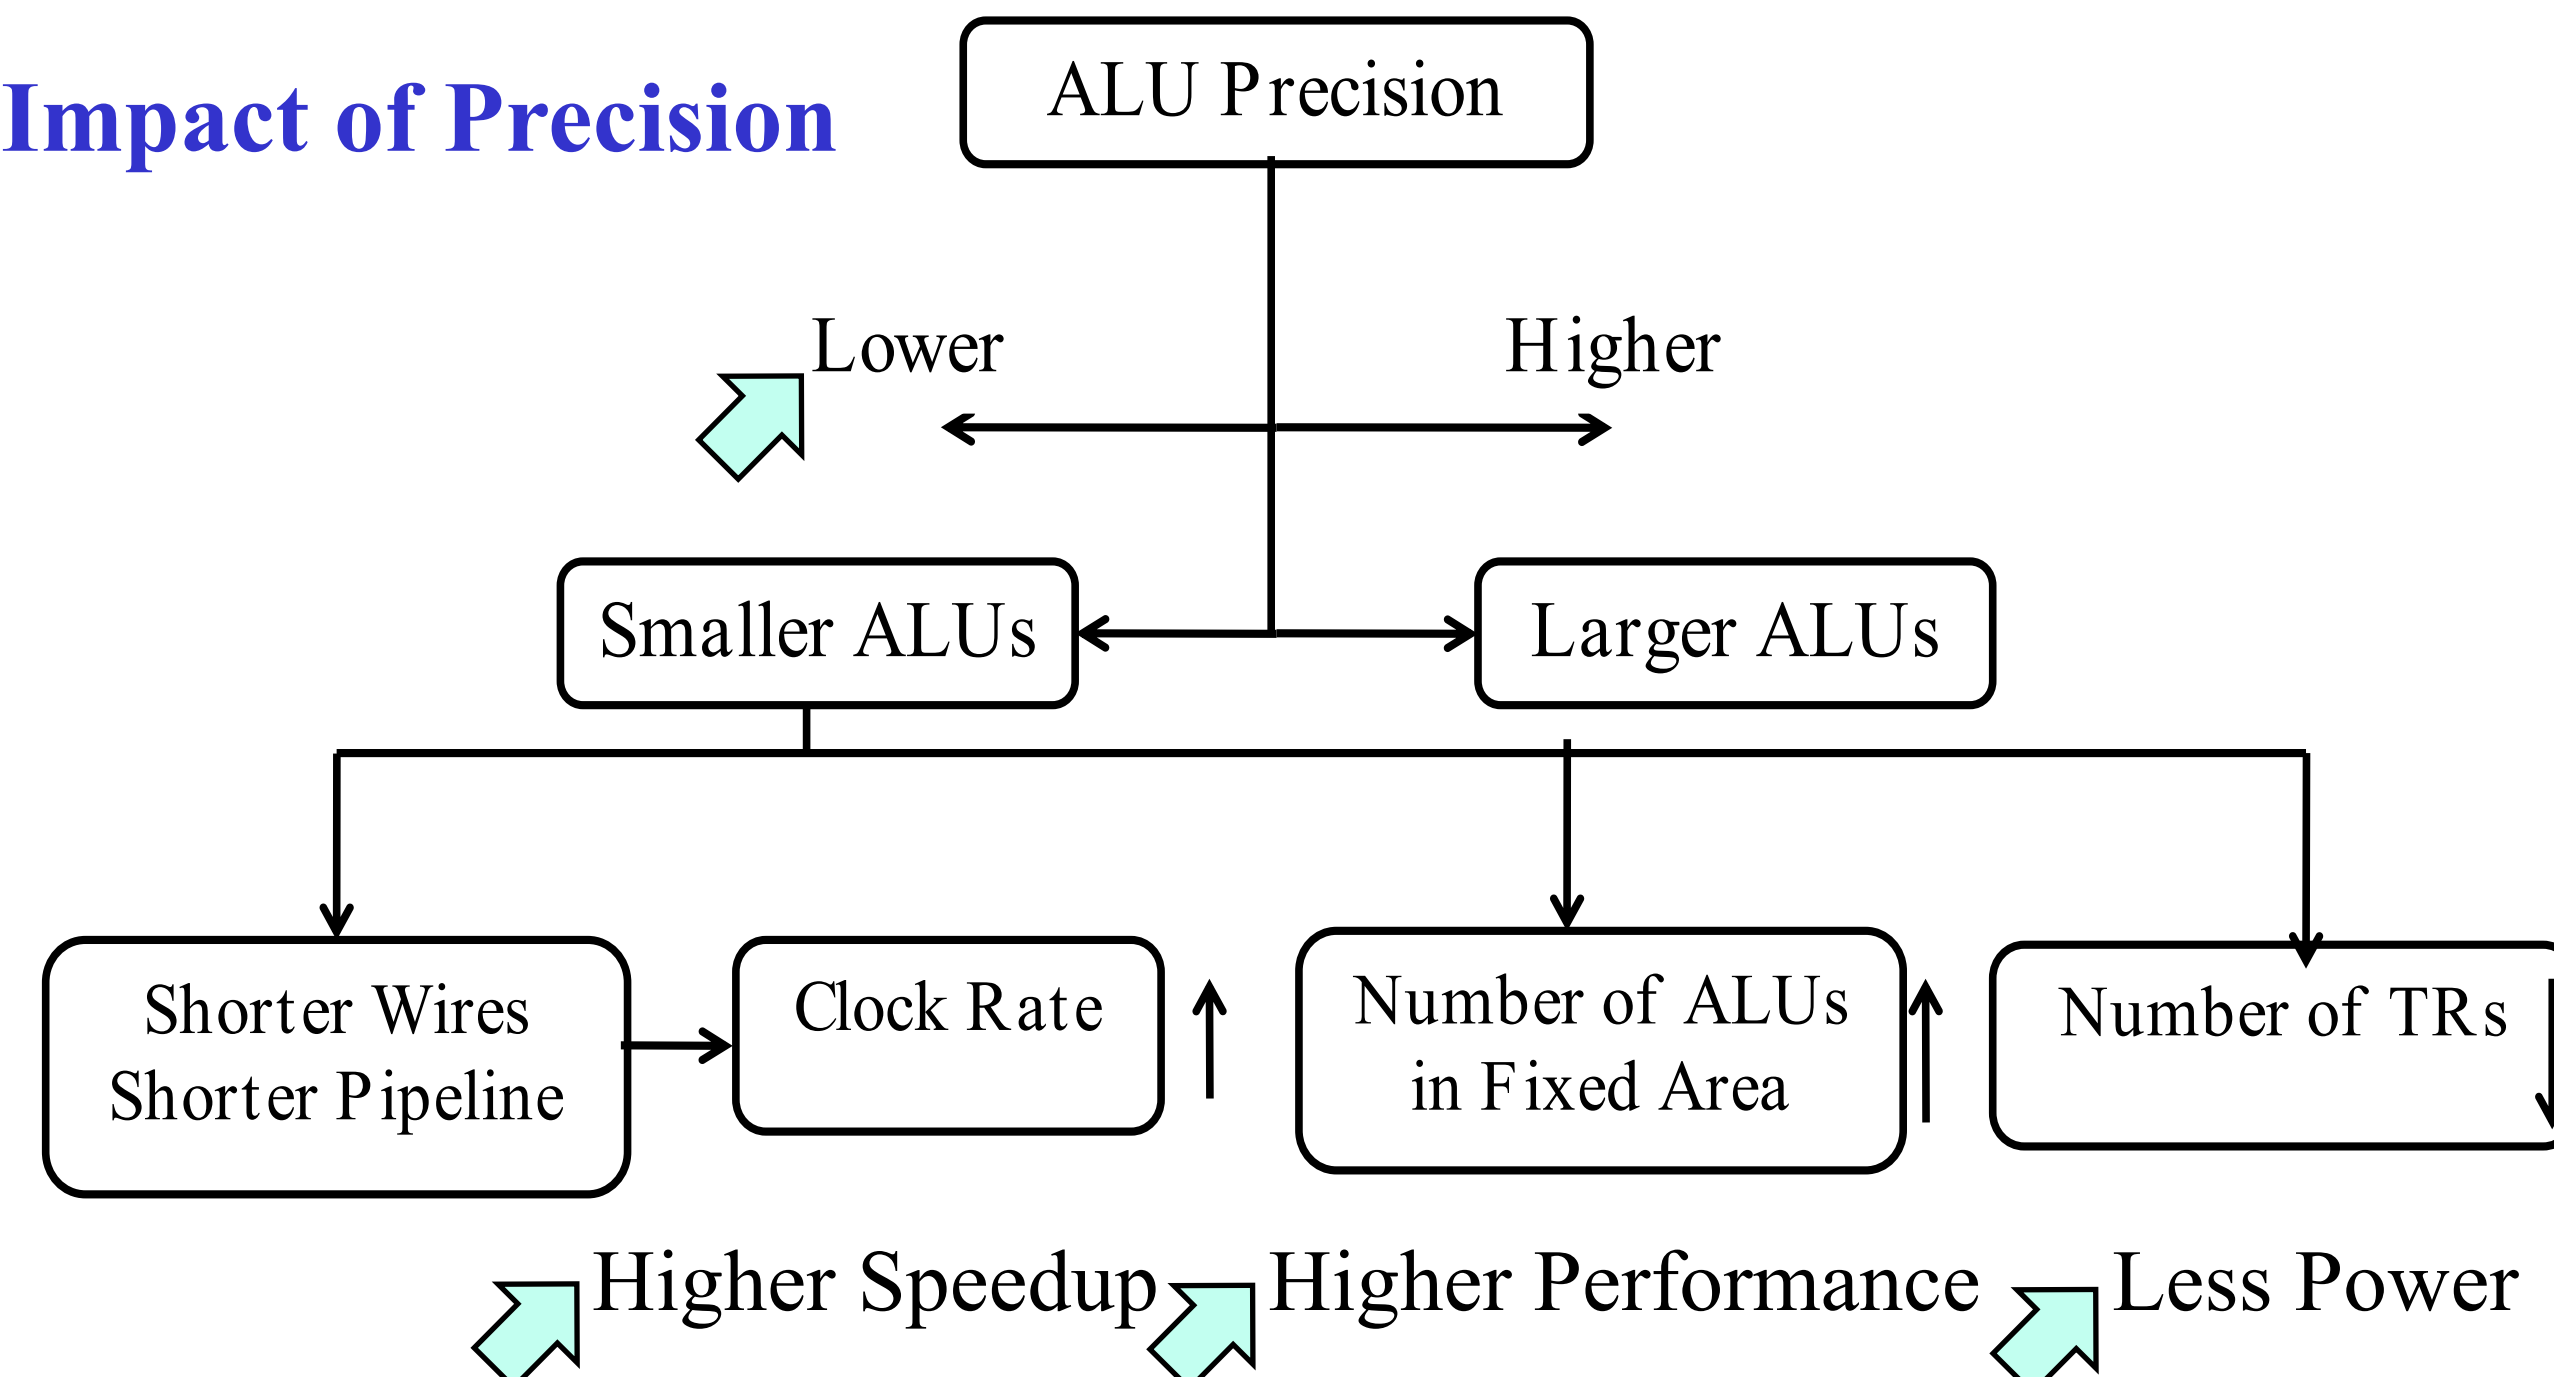 Impact of Precision
ALU Precision
Lower
Higher
Smaller ALUs
Larger ALUs
Shorter Wires
Shorter Pipeline
Clock Rate
Number of ALUs
in Fixed Area
Number of TRs
Higher Speedup
Higher Performance
Less Power